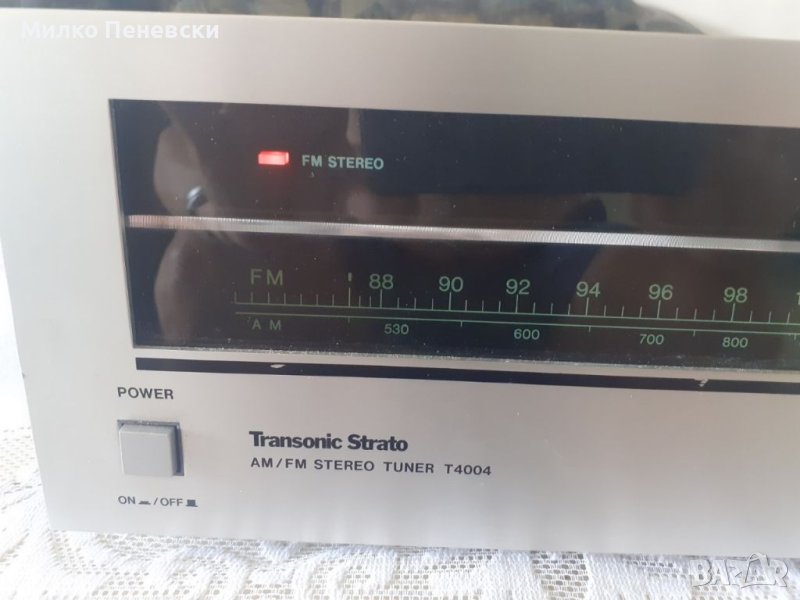 Милко Пеневски
FM STEREO
FM 88 90 92 94 96 98
AM 530 600 700 800
POWER
Transonic Strato
AM/FM STEREO TUNER T4004
ON / OFF
BAZAR